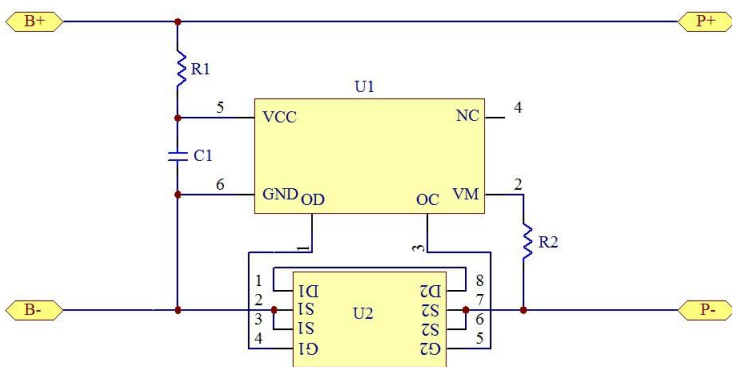 B+ P+
R1
U1
5 VCC NC 4
C1
6 GND OD OC VM 2
1 3 R2
1 D1 D2 8
B- 2 S1 U2 S2 7 P-
3 S1 S2 6
4 G1 G2 5